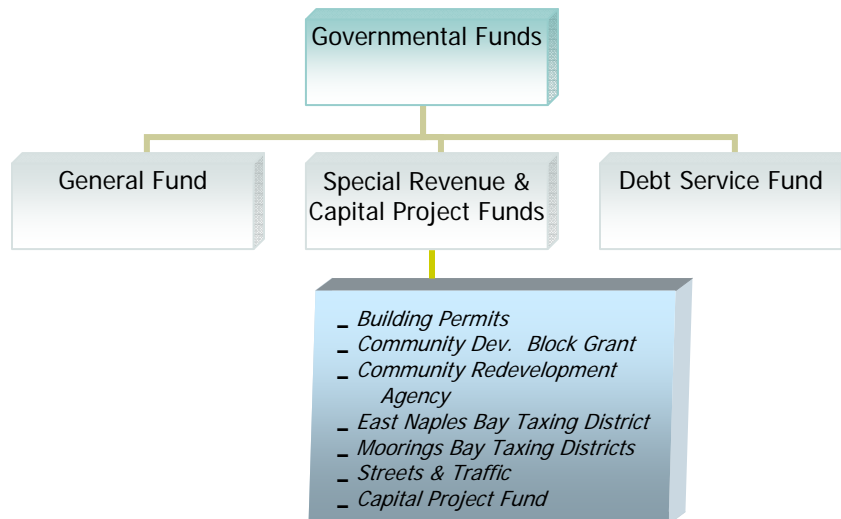 Governmental Funds
General Fund
Special Revenue &
Capital Project Funds
Debt Service Fund
- Building Permits
- Community Dev. Block Grant
- Community Redevelopment
Agency
- East Naples Bay Taxing District
- Moorings Bay Taxing Districts
- Streets & Traffic
- Capital Project Fund